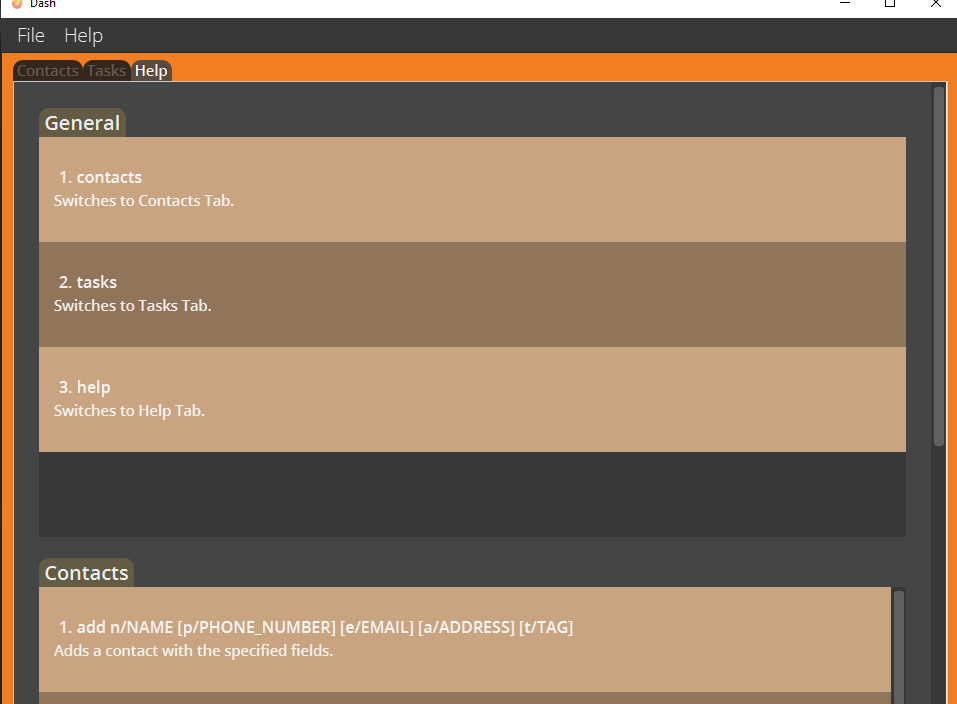 Dash
File Help
Contacts Tasks Help
General
1. contacts
Switches to Contacts Tab.
2. tasks
Switches to Tasks Tab.
3. help
Switches to Help Tab.
Contacts
1. add n/NAME [p/PHONE_NUMBER] [e/EMAIL] [a/ADDRESS] [t/TAG]
Adds a contact with the specified fields.